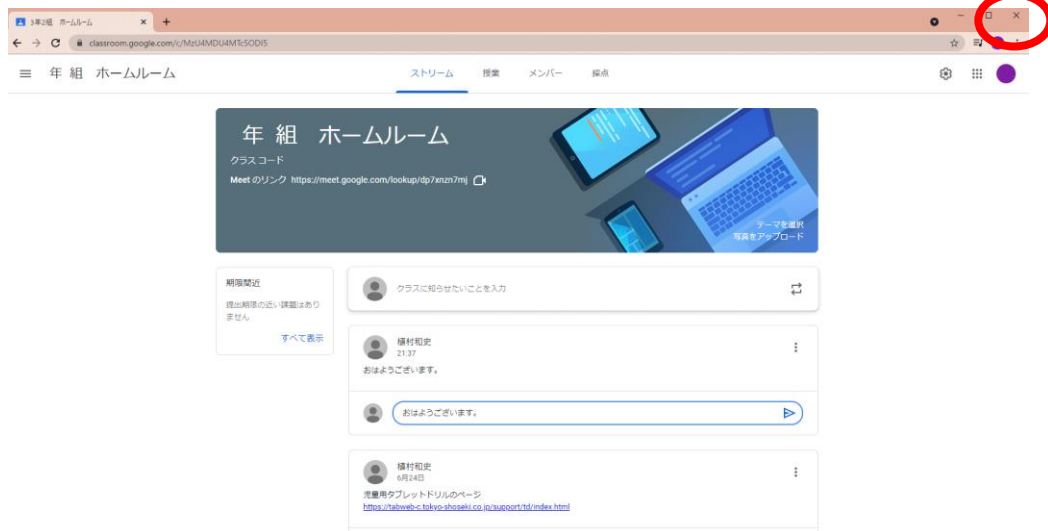 3年2組 ホームルーム
classroom.google.com/c/MzU4MDU4MTc5ODI5
年 組 ホームルーム
ストリーム 授業 メンバー 採点
年 組 ホームルーム
クラス コード
Meet のリンク https://meet.google.com/lookup/dp7xnzn7mj
テーマを選択
写真をアップロード
期限間近
提出期限の近い課題はあり
ません
すべて表示
クラスに知らせたいことを入力
植村和史
21:37
おはようございます。
おはようございます。
植村和史
6月24日
児童用タブレットドリルのページ
https://tabweb-c.tokyo-shoseki.co.jp/support/td/index.html